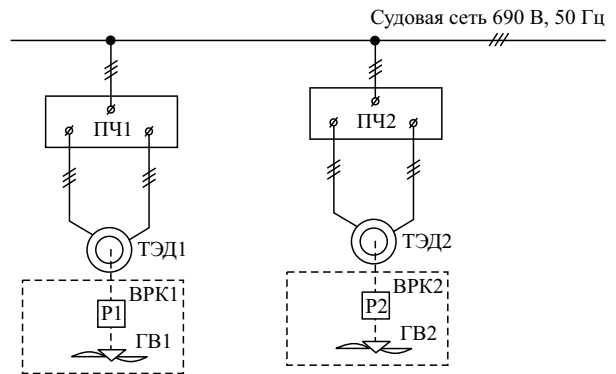 Судовая сеть 690 В, 50 Гц
ПЧ1
ПЧ2
ТЭД1
ТЭД2
ВРК1
ВРК2
Р1
Р2
ГВ1
ГВ2